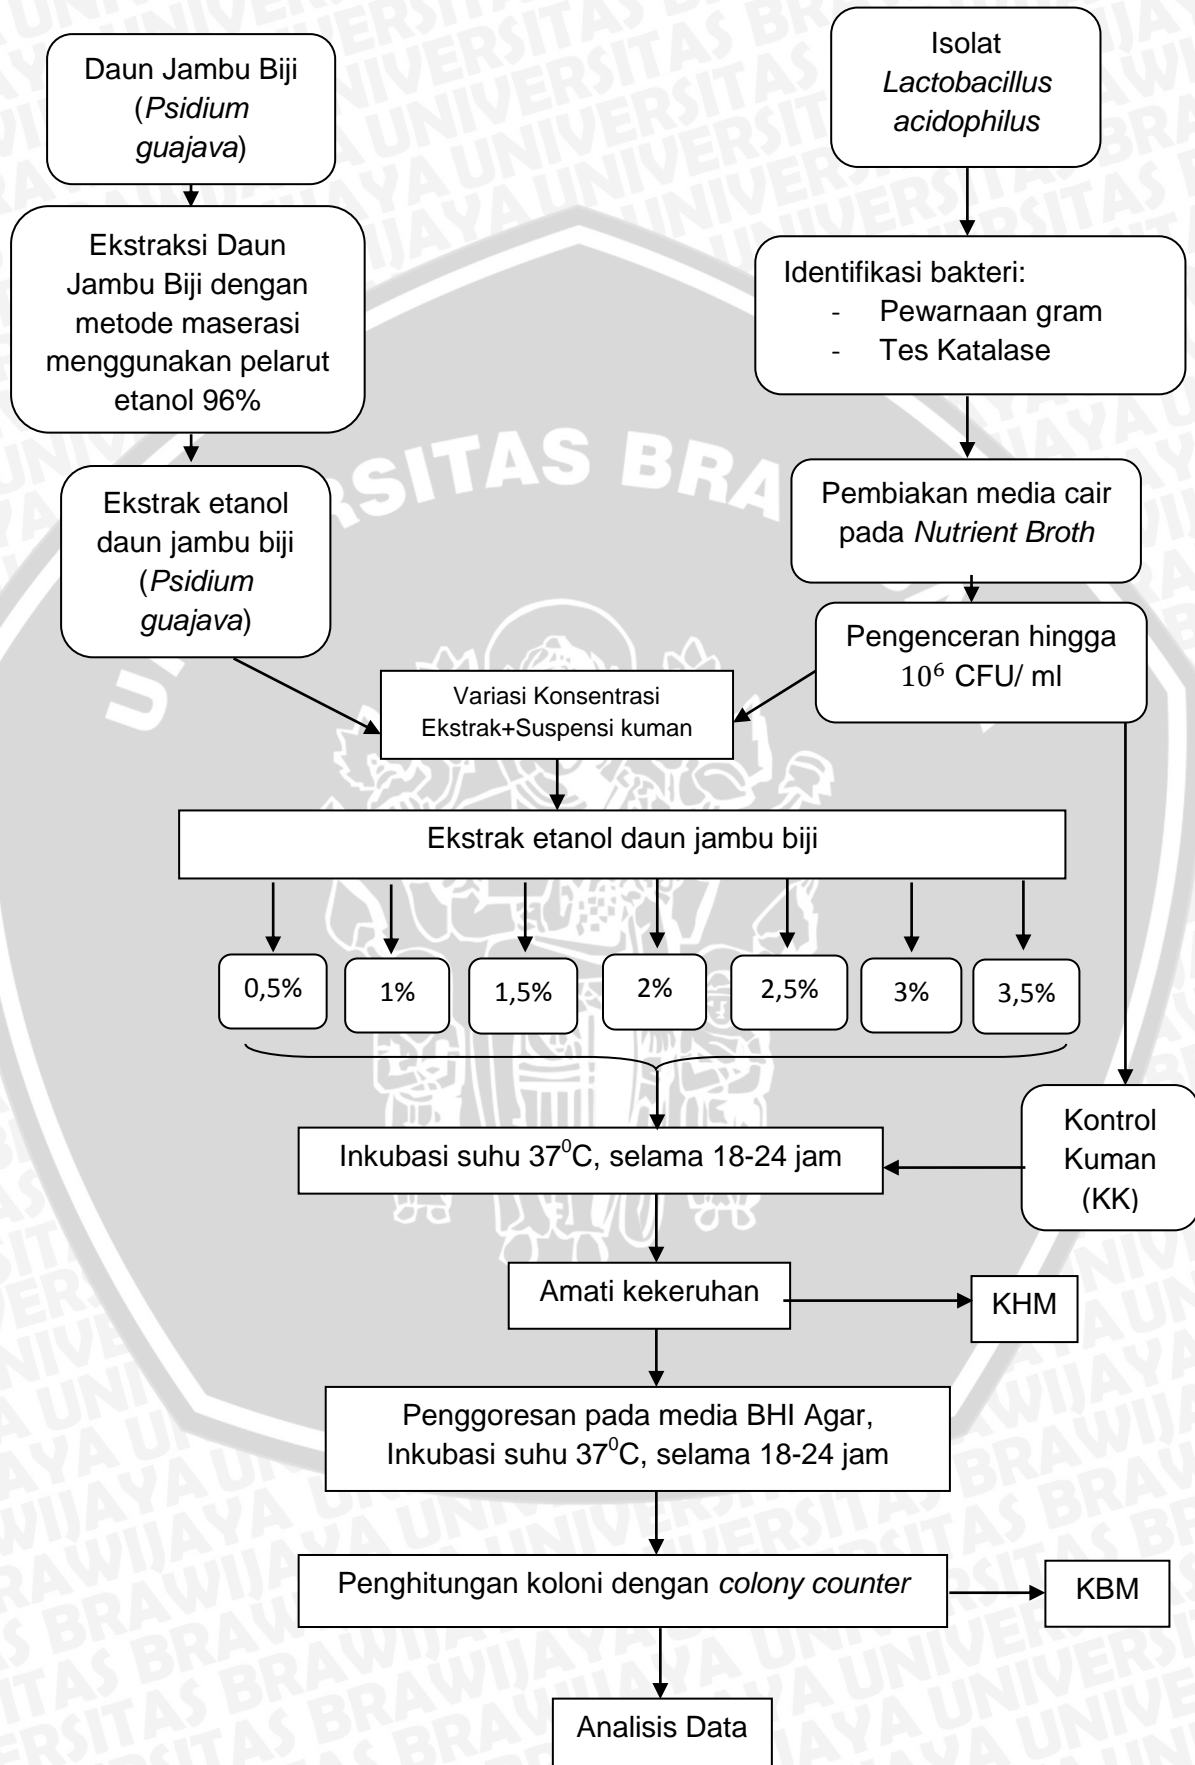 Daun Jambu Biji
(Psidium
guajava)
Isolat
Lactobacillus
acidophilus
Ekstraksi Daun
Jambu Biji dengan
metode maserasi
menggunakan pelarut
etanol 96%
Identifikasi bakteri:
- Pewarnaan gram
- Tes Katalase
Ekstrak etanol
daun jambu biji
(Psidium
guajava)
Pembiakan media cair
pada Nutrient Broth
Pengenceran hingga
10⁶ CFU/ ml
Variasi Konsentrasi
Ekstrak+Suspensi kuman
Ekstrak etanol daun jambu biji
0,5%
1%
1,5%
2%
2,5%
3%
3,5%
Kontrol
Kuman
(KK)
Inkubasi suhu 37⁰C, selama 18-24 jam
Amati kekeruhan
KHM
Penggoresan pada media BHI Agar,
Inkubasi suhu 37⁰C, selama 18-24 jam
Penghitungan koloni dengan colony counter
KBM
Analisis Data